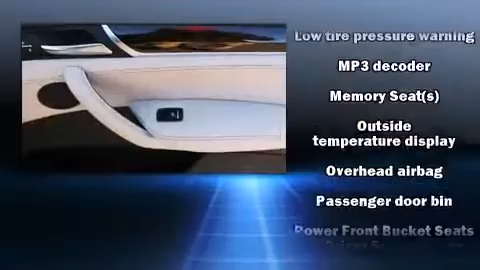 Low tire pressure warning
MP3 decoder
Memory Seat(s)
Outside
temperature display
Overhead airbag
Passenger door bin
Power Front Bucket Seats